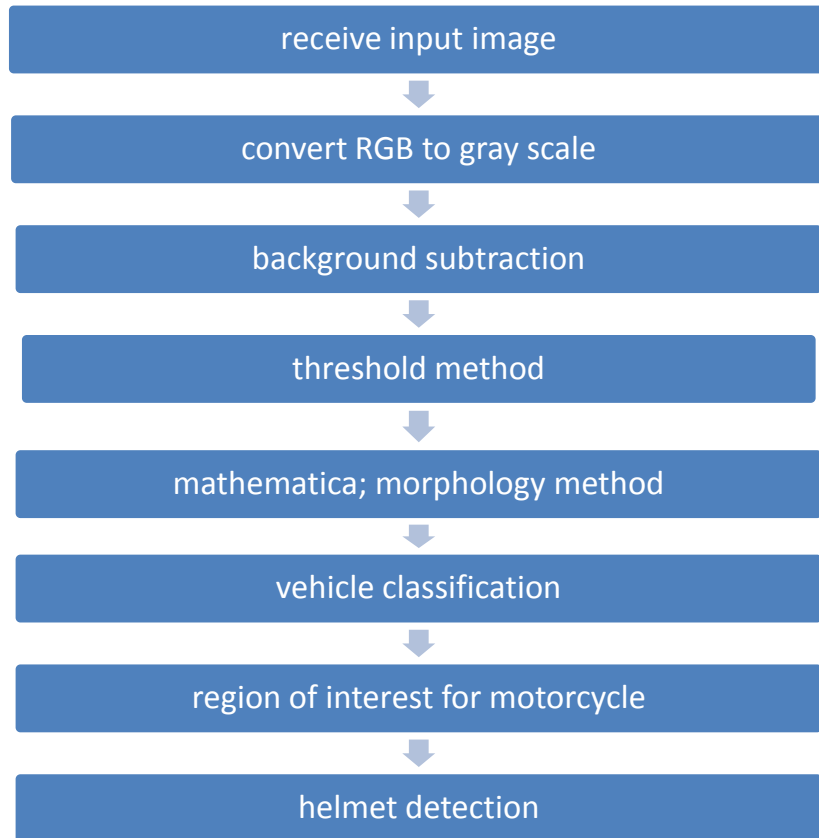 receive input image
convert RGB to gray scale
background subtraction
threshold method
mathematica; morphology method
vehicle classification
region of interest for motorcycle
helmet detection